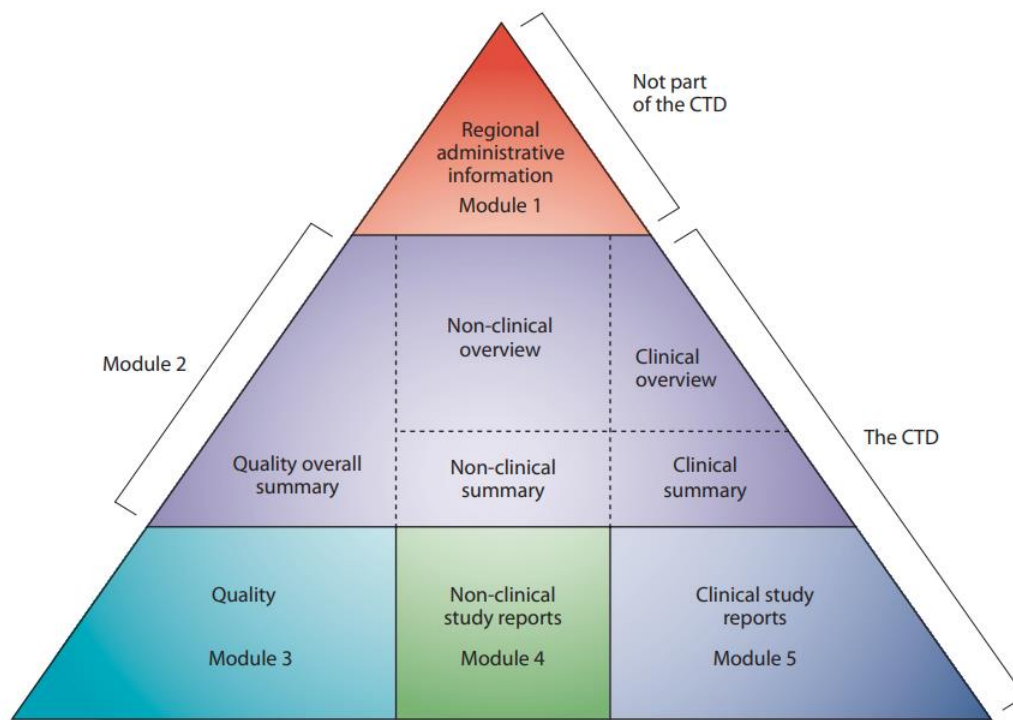 Not part
of the CTD
Regional
administrative
information
Module 1
Module 2
Non-clinical
overview
Clinical
overview
The CTD
Quality overall
summary
Non-clinical
summary
Clinical
summary
Quality
Module 3
Non-clinical
study reports
Module 4
Clinical study
reports
Module 5